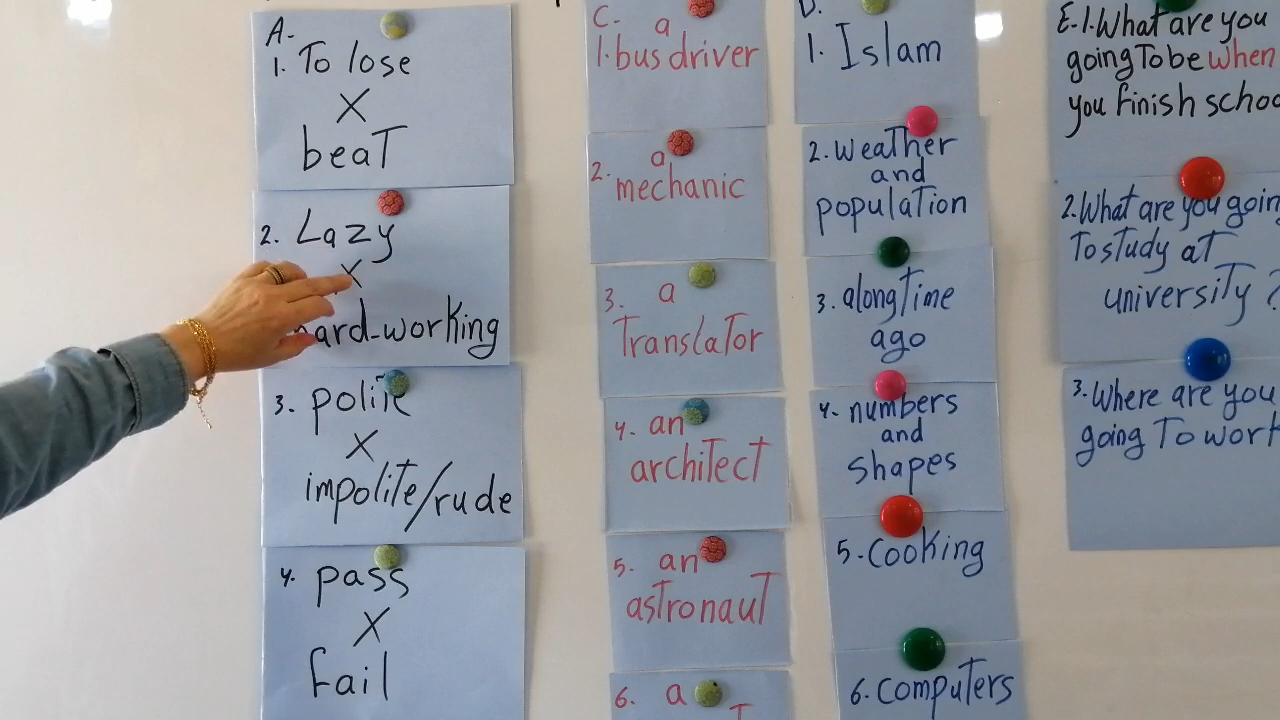 A-
1. To lose
X
beat
2. Lazy
X
hard-working
3. polite
X
impolite/rude
4. pass
X
fail
C. a
1. bus driver
2. a
mechanic
3. a
Translator
4. an
architect
5. an
astronaut
6. a
D.
1. Islam
2. weather
and
population
3. along time
ago
4. numbers
and
shapes
5. cooking
6. computers
E-1. What are you
going To be when
you finish schoo
2. What are you goin
To study at
university?
3. Where are you
going To work